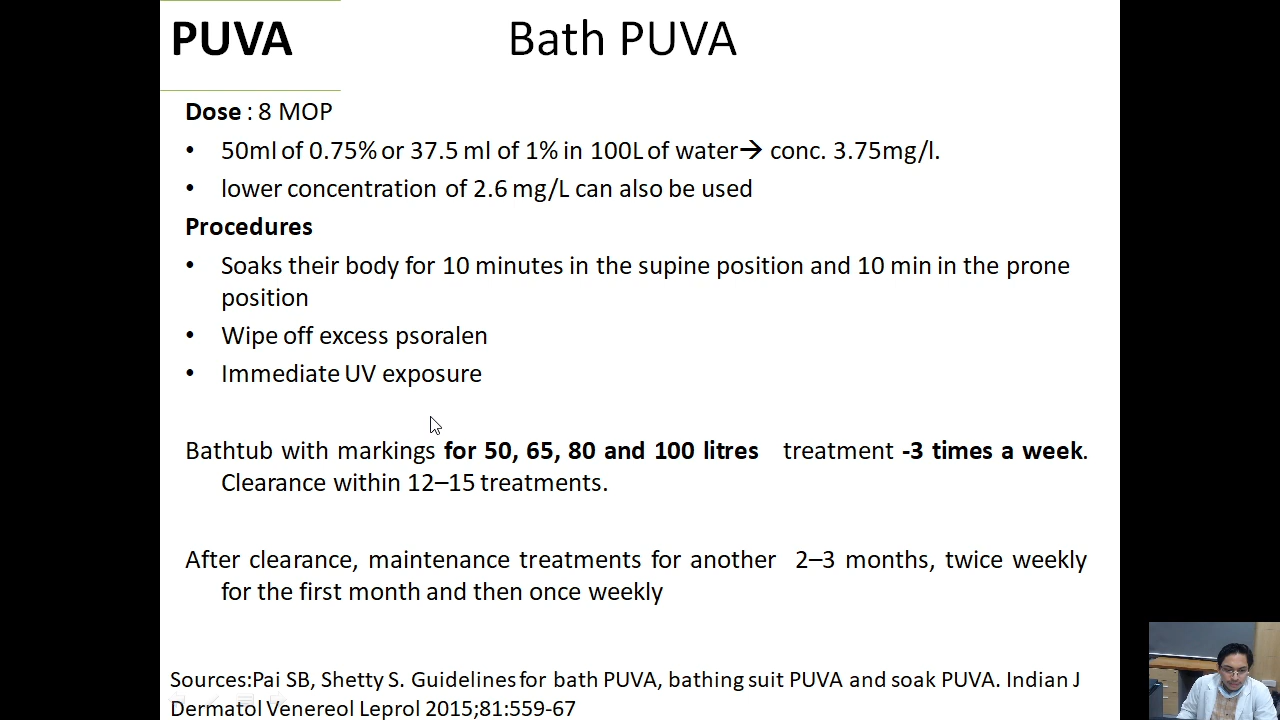 PUVA
Bath PUVA
Dose : 8 MOP
• 50ml of 0.75% or 37.5 ml of 1% in 100L of water→ conc. 3.75mg/l.
• lower concentration of 2.6 mg/L can also be used
Procedures
• Soaks their body for 10 minutes in the supine position and 10 min in the prone
position
• Wipe off excess psoralen
• Immediate UV exposure
Bathtub with markings for 50, 65, 80 and 100 litres treatment -3 times a week.
Clearance within 12–15 treatments.
After clearance, maintenance treatments for another 2–3 months, twice weekly
for the first month and then once weekly
Sources:Pai SB, Shetty S. Guidelines for bath PUVA, bathing suit PUVA and soak PUVA. Indian J
Dermatol Venereol Leprol 2015;81:559-67